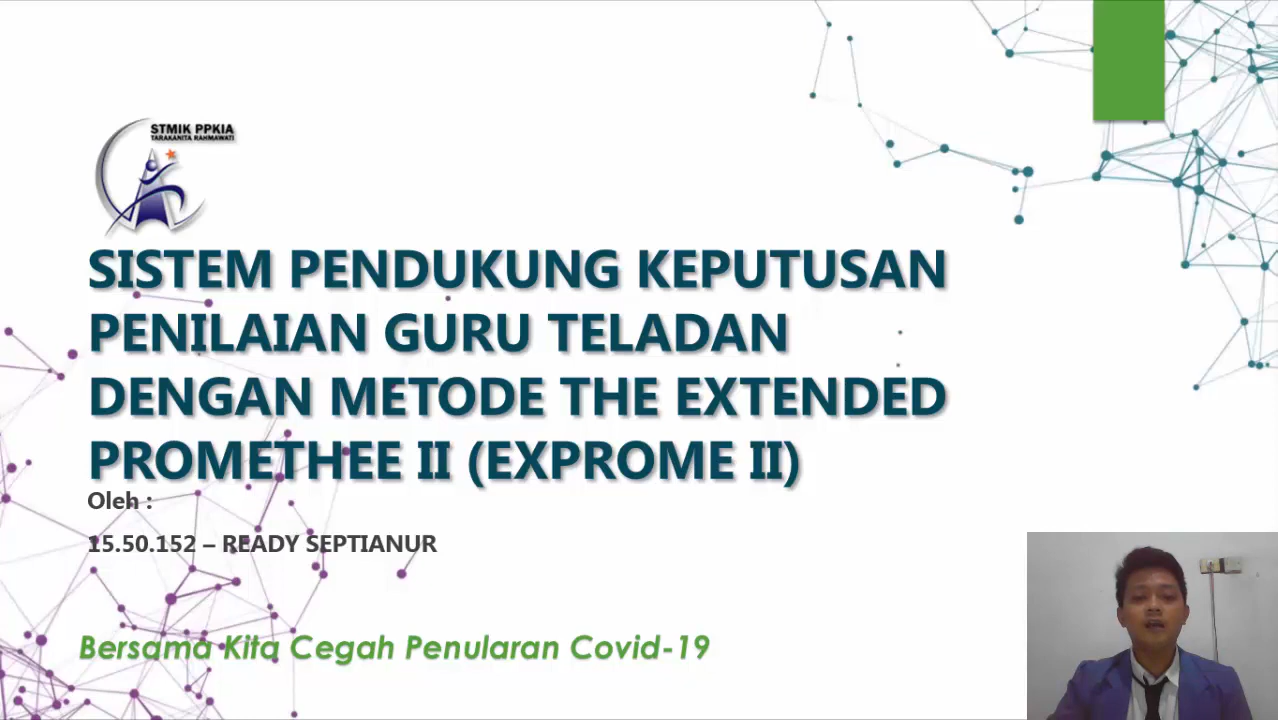 STMIK PPKIA
TARAKANITA RAHMAWATI
SISTEM PENDUKUNG KEPUTUSAN
PENILAIAN GURU TELADAN
DENGAN METODE THE EXTENDED
PROMETHEE II (EXPROME II)
Oleh :
15.50.152 – READY SEPTIANUR
Bersama Kita Cegah Penularan Covid-19